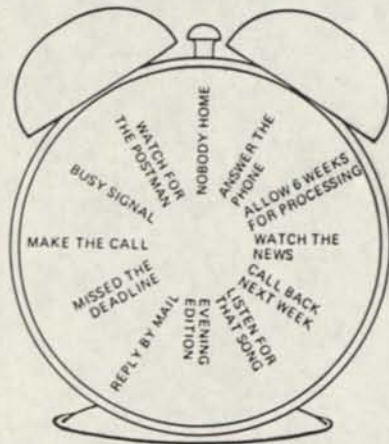 NOBODY HOME
ANSWER THE
PHONE
ALLOW 6 WEEKS
FOR PROCESSING
WATCH THE
NEWS
CALL BACK
NEXT WEEK
LISTEN FOR
THAT SONG
EVENING
EDITION
REPLY BY MAIL
MISSED THE
DEADLINE
MAKE THE CALL
BUSY SIGNAL
WATCH FOR
THE POSTMAN